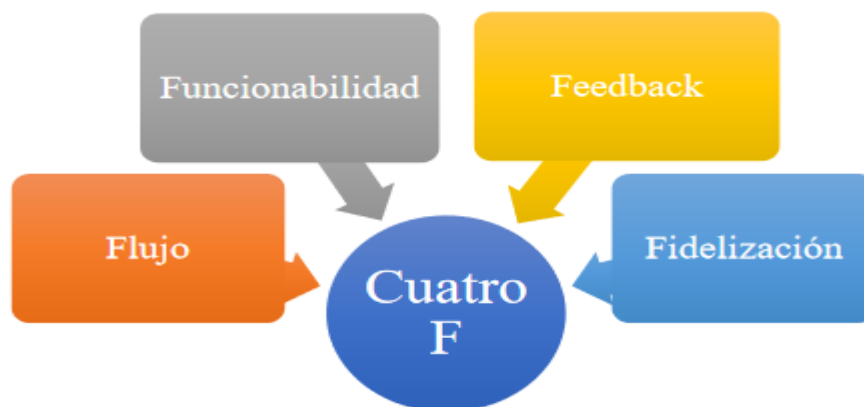 Funcionabilidad
Feedback
Flujo
Fidelización
Cuatro
F